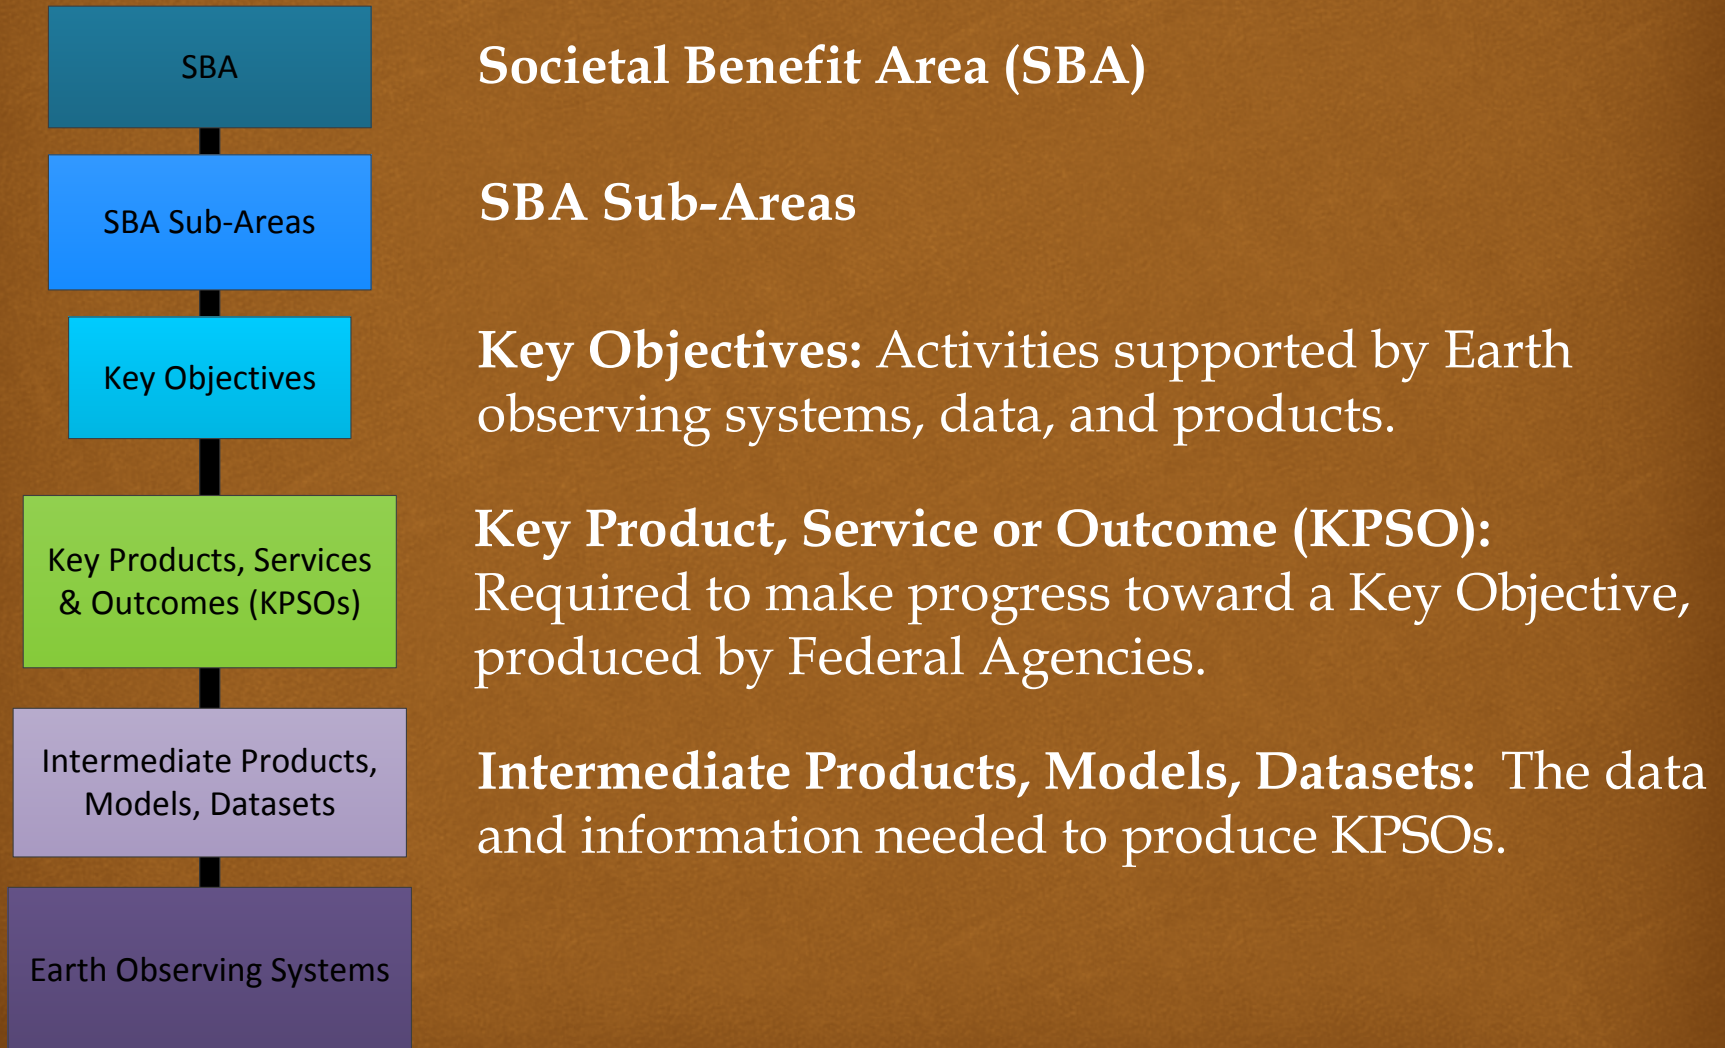 SBA
Societal Benefit Area (SBA)
SBA Sub-Areas
SBA Sub-Areas
Key Objectives
Key Objectives: Activities supported by Earth
observing systems, data, and products.
Key Products, Services
& Outcomes (KPSOs)
Key Product, Service or Outcome (KPSO):
Required to make progress toward a Key Objective,
produced by Federal Agencies.
Intermediate Products,
Models, Datasets
Intermediate Products, Models, Datasets: The data
and information needed to produce KPSOs.
Earth Observing Systems